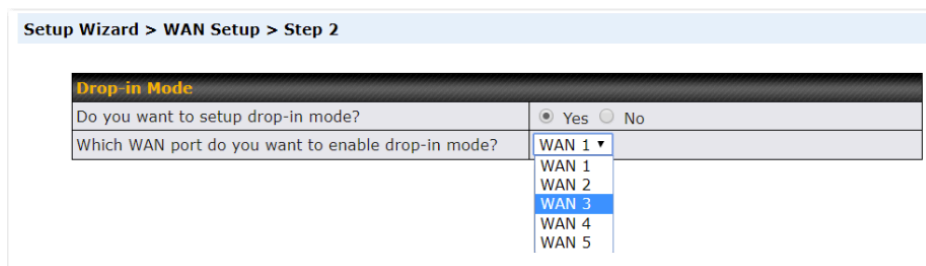 Setup Wizard > WAN Setup > Step 2
Drop-in Mode
Do you want to setup drop-in mode? Yes No
Which WAN port do you want to enable drop-in mode? WAN 1
WAN 1
WAN 2
WAN 3
WAN 4
WAN 5